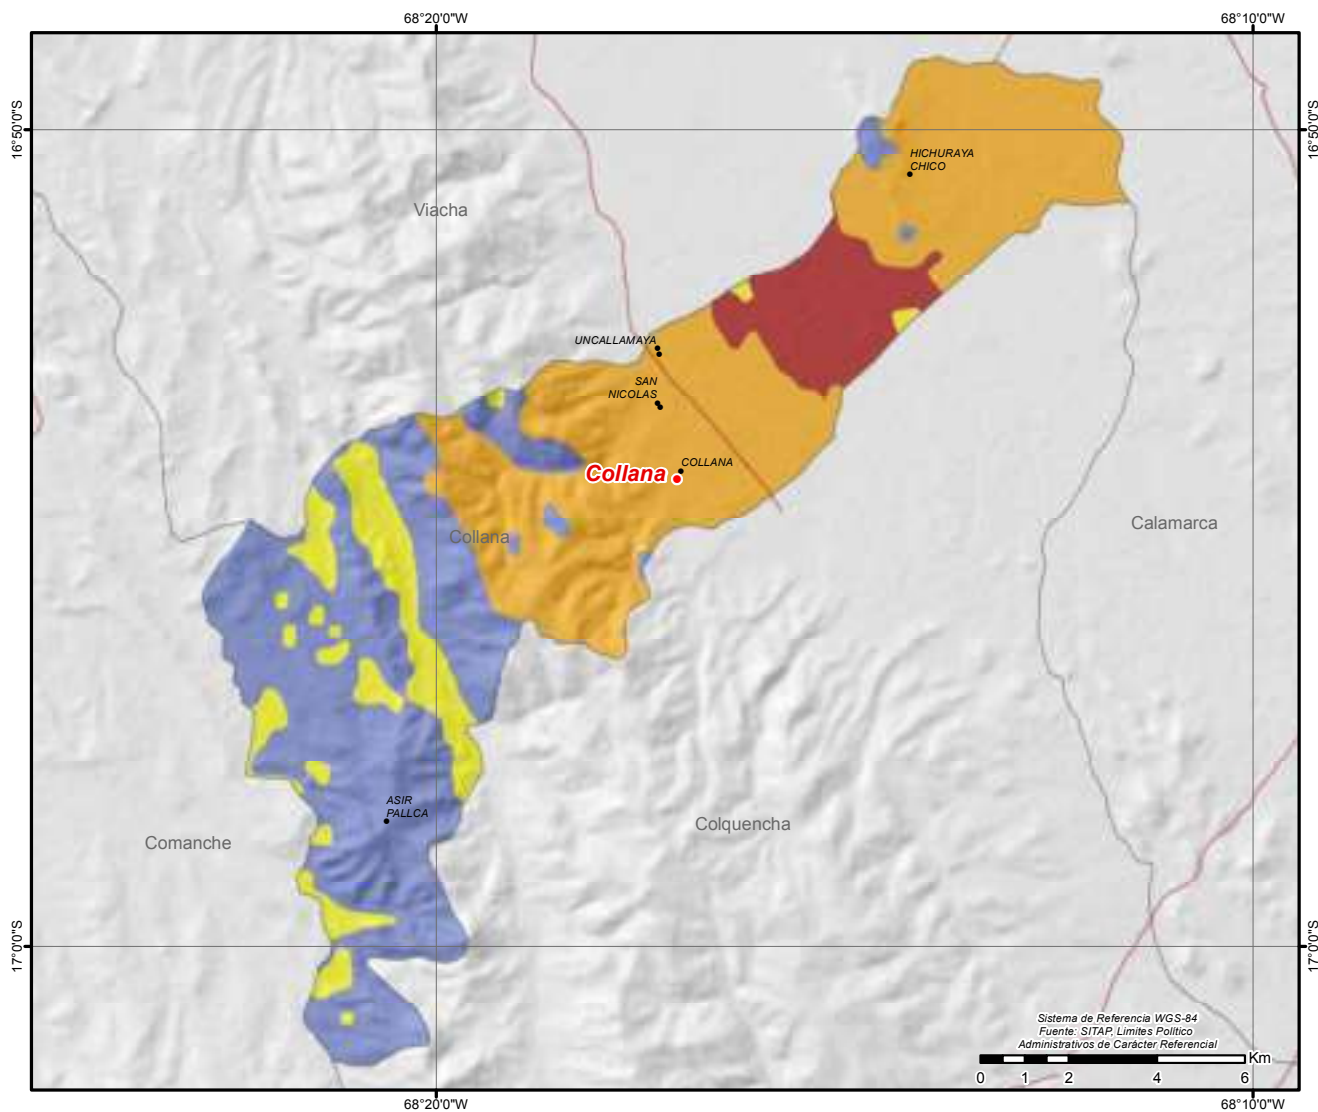 68°20'0"W
68°10'0"W
16°50'0"S
16°50'0"S
HICHURAYA
CHICO
Viacha
UNCALLAMAYA
SAN
NICOLAS
COLLANA
Collana
Calamarca
Collana
ASIR
PALLCA
Colquencha
Comanche
17°0'0"S
17°0'0"S
Sistema de Referencia WGS-84
Fuente: SITAP, Limites Político
Administrativos de Carácter Referencial
Km
0 1 2 4 6
68°20'0"W
68°10'0"W